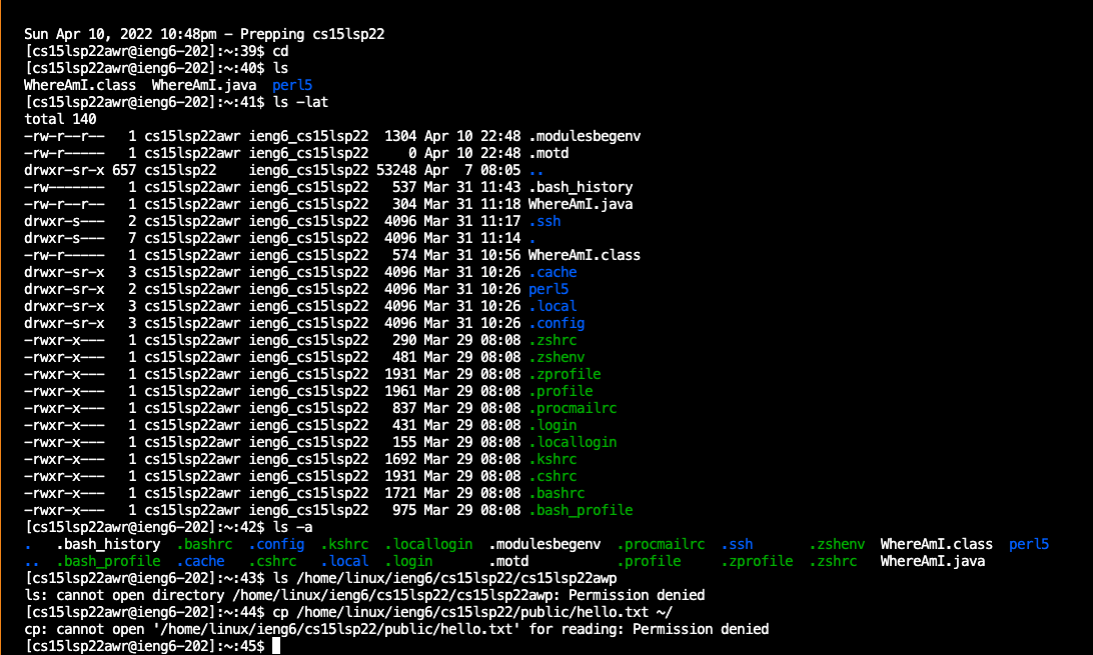 Sun Apr 10, 2022 10:48pm - Prepping cs15lsp22
[cs15lsp22awr@ieng6-202]:~:39$ cd
[cs15lsp22awr@ieng6-202]:~:40$ ls
WhereAmI.class  WhereAmI.java  perl5
[cs15lsp22awr@ieng6-202]:~:41$ ls -lat
total 140
-rw-r--r--   1 cs15lsp22awr ieng6_cs15lsp22  1304 Apr 10 22:48 .modulesbegenv
-rw-r-----   1 cs15lsp22awr ieng6_cs15lsp22     0 Apr 10 22:48 .motd
drwxr-sr-x 657 cs15lsp22    ieng6_cs15lsp22 53248 Apr  7 08:05 ..
-rw-------   1 cs15lsp22awr ieng6_cs15lsp22   537 Mar 31 11:43 .bash_history
-rw-r--r--   1 cs15lsp22awr ieng6_cs15lsp22   304 Mar 31 11:18 WhereAmI.java
drwxr-s---   2 cs15lsp22awr ieng6_cs15lsp22  4096 Mar 31 11:17 .ssh
drwxr-s---   7 cs15lsp22awr ieng6_cs15lsp22  4096 Mar 31 11:14 .
-rw-r-----   1 cs15lsp22awr ieng6_cs15lsp22   574 Mar 31 10:56 WhereAmI.class
drwxr-sr-x   3 cs15lsp22awr ieng6_cs15lsp22  4096 Mar 31 10:26 .cache
drwxr-sr-x   2 cs15lsp22awr ieng6_cs15lsp22  4096 Mar 31 10:26 perl5
drwxr-sr-x   3 cs15lsp22awr ieng6_cs15lsp22  4096 Mar 31 10:26 .local
drwxr-sr-x   3 cs15lsp22awr ieng6_cs15lsp22  4096 Mar 31 10:26 .config
-rwxr-x---   1 cs15lsp22awr ieng6_cs15lsp22   290 Mar 29 08:08 .zshrc
-rwxr-x---   1 cs15lsp22awr ieng6_cs15lsp22   481 Mar 29 08:08 .zshenv
-rwxr-x---   1 cs15lsp22awr ieng6_cs15lsp22  1931 Mar 29 08:08 .zprofile
-rwxr-x---   1 cs15lsp22awr ieng6_cs15lsp22  1961 Mar 29 08:08 .profile
-rwxr-x---   1 cs15lsp22awr ieng6_cs15lsp22   837 Mar 29 08:08 .procmailrc
-rwxr-x---   1 cs15lsp22awr ieng6_cs15lsp22   431 Mar 29 08:08 .login
-rwxr-x---   1 cs15lsp22awr ieng6_cs15lsp22   155 Mar 29 08:08 .locallogin
-rwxr-x---   1 cs15lsp22awr ieng6_cs15lsp22  1692 Mar 29 08:08 .kshrc
-rwxr-x---   1 cs15lsp22awr ieng6_cs15lsp22  1931 Mar 29 08:08 .cshrc
-rwxr-x---   1 cs15lsp22awr ieng6_cs15lsp22  1721 Mar 29 08:08 .bashrc
-rwxr-x---   1 cs15lsp22awr ieng6_cs15lsp22   975 Mar 29 08:08 .bash_profile
[cs15lsp22awr@ieng6-202]:~:42$ ls -a
.   .bash_history  .bashrc  .config  .kshrc  .locallogin  .modulesbegenv  .procmailrc  .ssh       .zshenv  WhereAmI.class  perl5
..  .bash_profile  .cache   .cshrc   .local  .login       .motd           .profile     .zprofile  .zshrc   WhereAmI.java
[cs15lsp22awr@ieng6-202]:~:43$ ls /home/linux/ieng6/cs15lsp22/cs15lsp22awp
ls: cannot open directory /home/linux/ieng6/cs15lsp22/cs15lsp22awp: Permission denied
[cs15lsp22awr@ieng6-202]:~:44$ cp /home/linux/ieng6/cs15lsp22/public/hello.txt ~/
cp: cannot open '/home/linux/ieng6/cs15lsp22/public/hello.txt' for reading: Permission denied
[cs15lsp22awr@ieng6-202]:~:45$